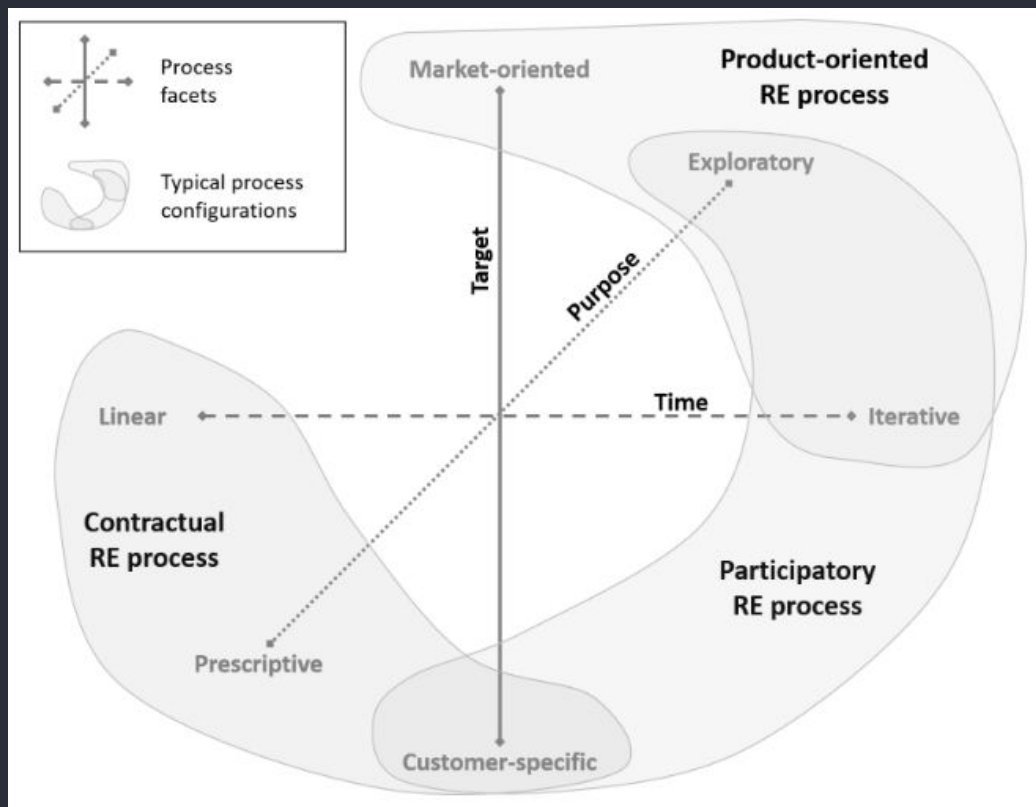 Process
facets
Typical process
configurations
Market-oriented
Product-oriented
RE process
Exploratory
Target
Purpose
Linear
Time
Iterative
Contractual
RE process
Participatory
RE process
Prescriptive
Customer-specific